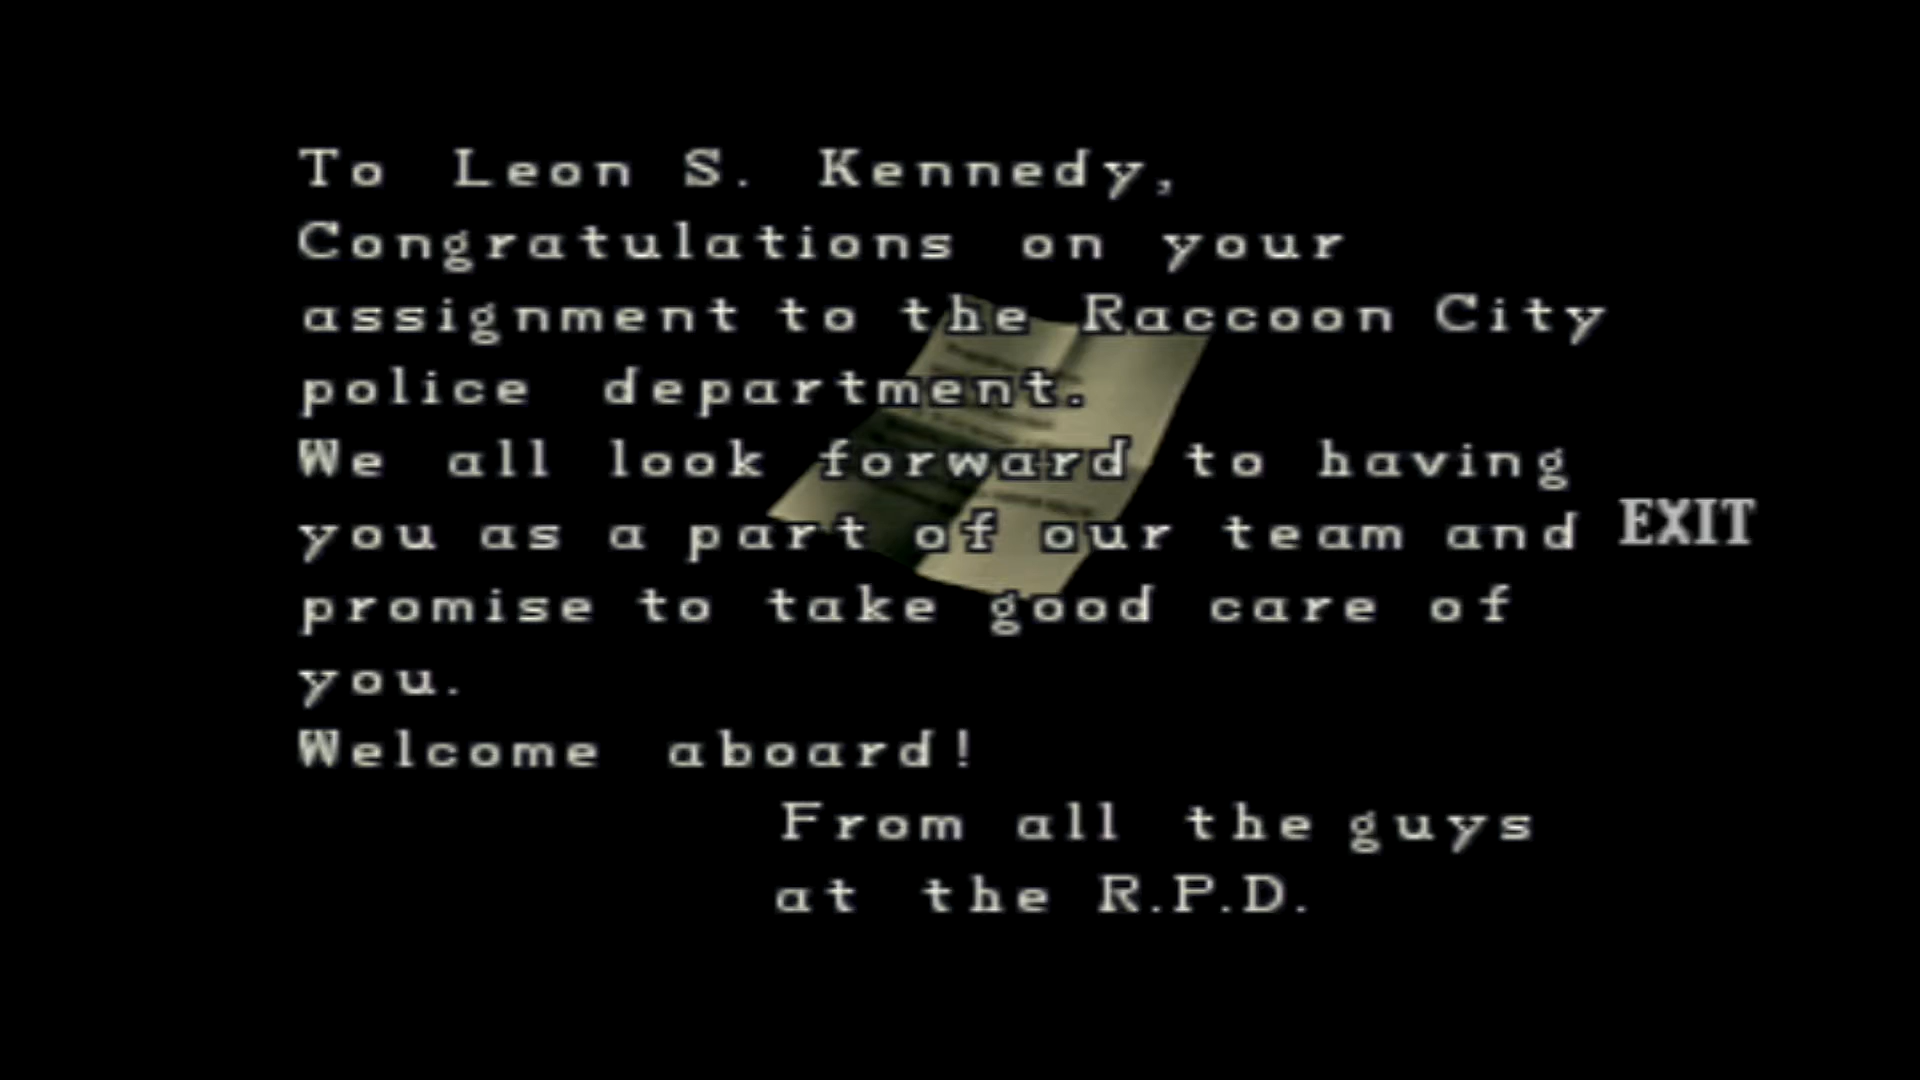 To Leon S. Kennedy,
Congratulations on your
assignment to the Raccoon City
police department.
We all look forward to having
you as a part of our team and
EXIT
promise to take good care of
you.
Welcome aboard!
From all the guys
at the R.P.D.